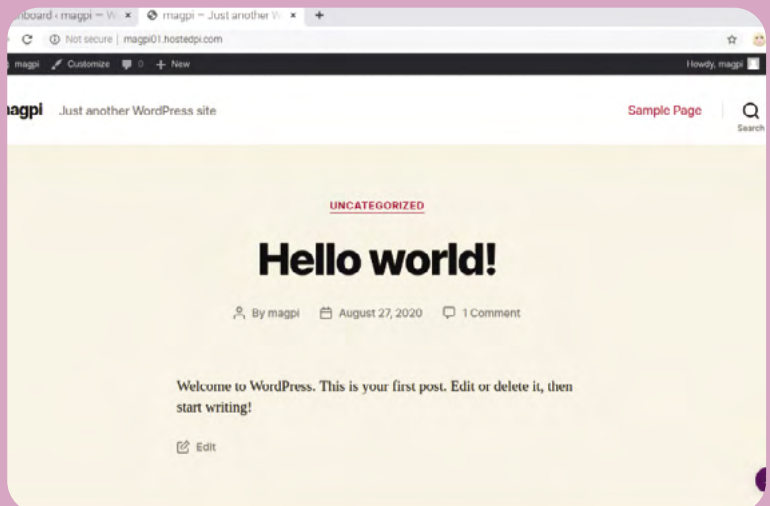 magpi – W
magpi – Just another W
Not secure | magpi01.hostedpi.com
magpi Customize 0 + New Howdy, magpi
magpi Just another WordPress site Sample Page
Search
UNCATEGORIZED
Hello world!
By magpi August 27, 2020 1 Comment
Welcome to WordPress. This is your first post. Edit or delete it, then
start writing!
Edit